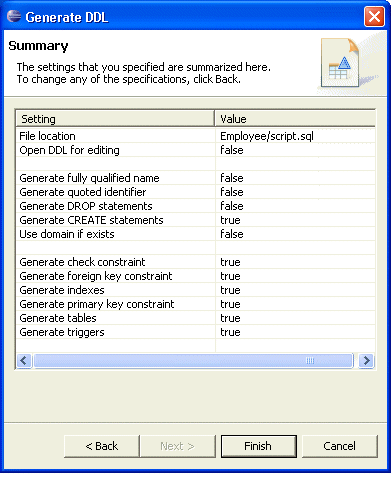 Generate DDL
Summary
The settings that you specified are summarized here.
To change any of the specifications, click Back.
Setting Value
File location Employee/script.sql
Open DDL for editing false
Generate fully qualified name false
Generate quoted identifier false
Generate DROP statements false
Generate CREATE statements true
Use domain if exists false
Generate check constraint true
Generate foreign key constraint true
Generate indexes true
Generate primary key constraint true
Generate tables true
Generate triggers true
< Back Next > Finish Cancel